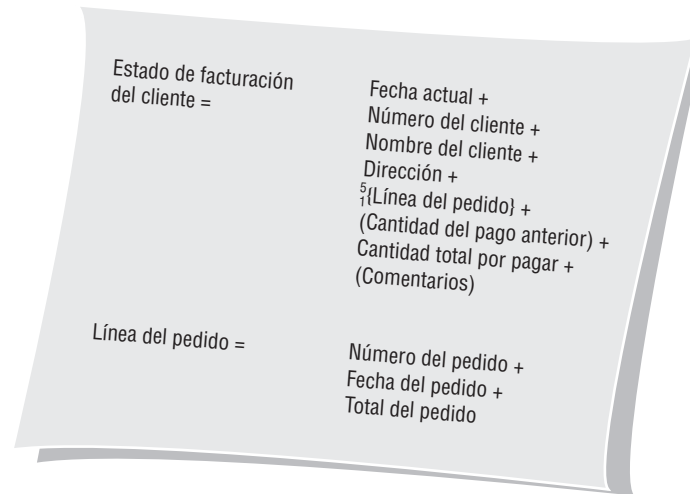 Estado de facturación
del cliente =
Fecha actual +
Número del cliente +
Nombre del cliente +
Dirección +
5
1{Línea del pedido} +
(Cantidad del pago anterior) +
Cantidad total por pagar +
(Comentarios)
Línea del pedido =
Número del pedido +
Fecha del pedido +
Total del pedido